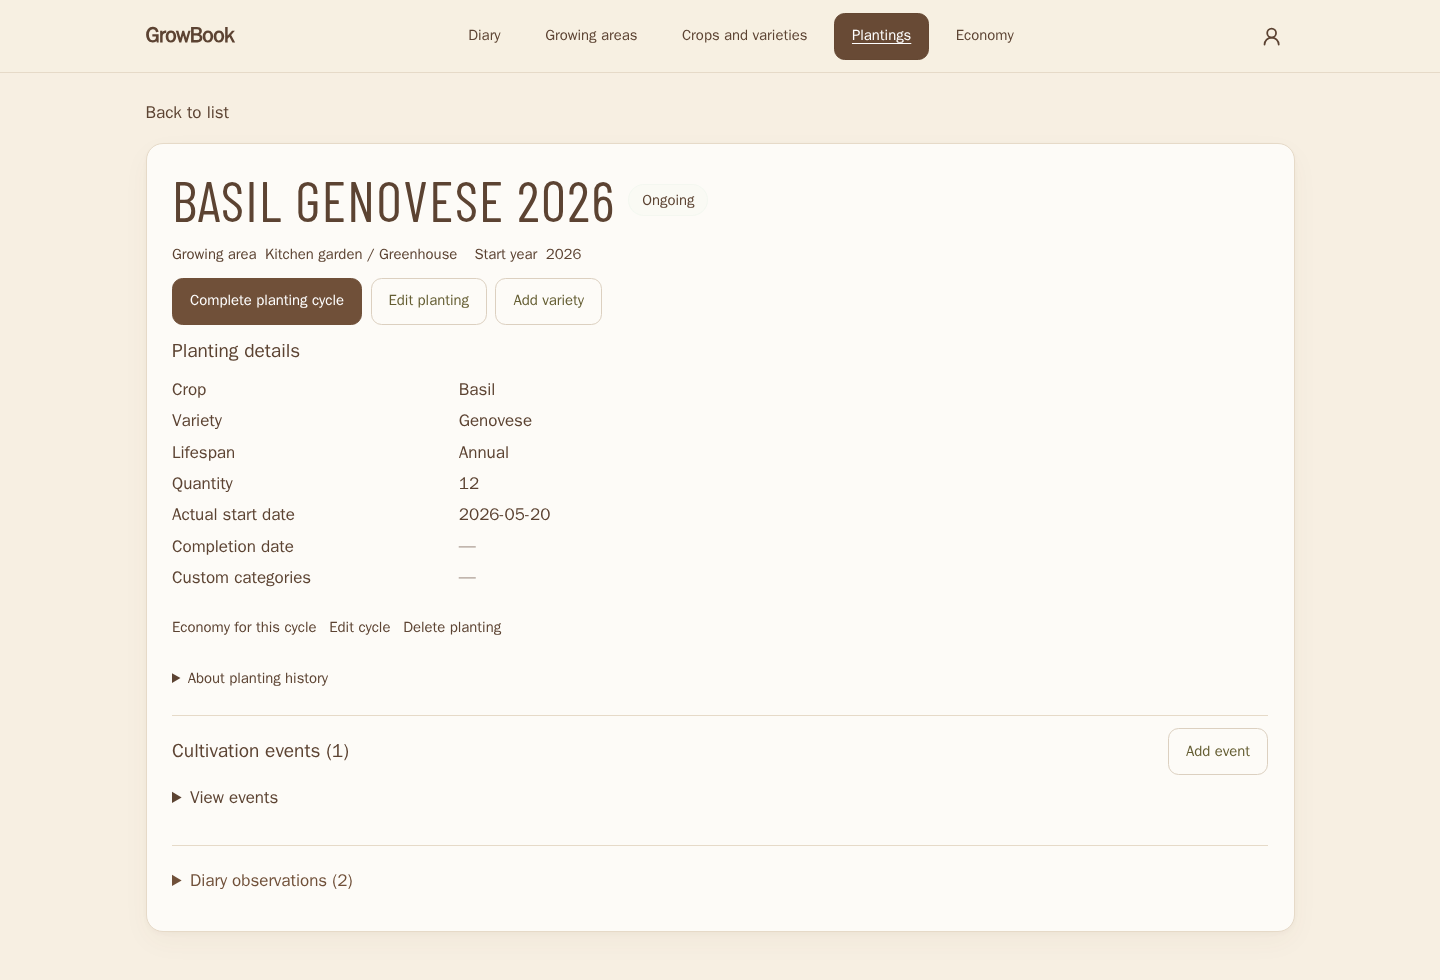 GrowBook
Diary
Growing areas
Crops and varieties
Plantings
Economy
Back to list
BASIL GENOVESE 2026
Ongoing
Growing area Kitchen garden / Greenhouse Start year 2026
Complete planting cycle
Edit planting
Add variety
Planting details
Crop Basil
Variety Genovese
Lifespan Annual
Quantity 12
Actual start date 2026-05-20
Completion date —
Custom categories —
Economy for this cycle Edit cycle Delete planting
About planting history
Cultivation events (1)
Add event
View events
Diary observations (2)